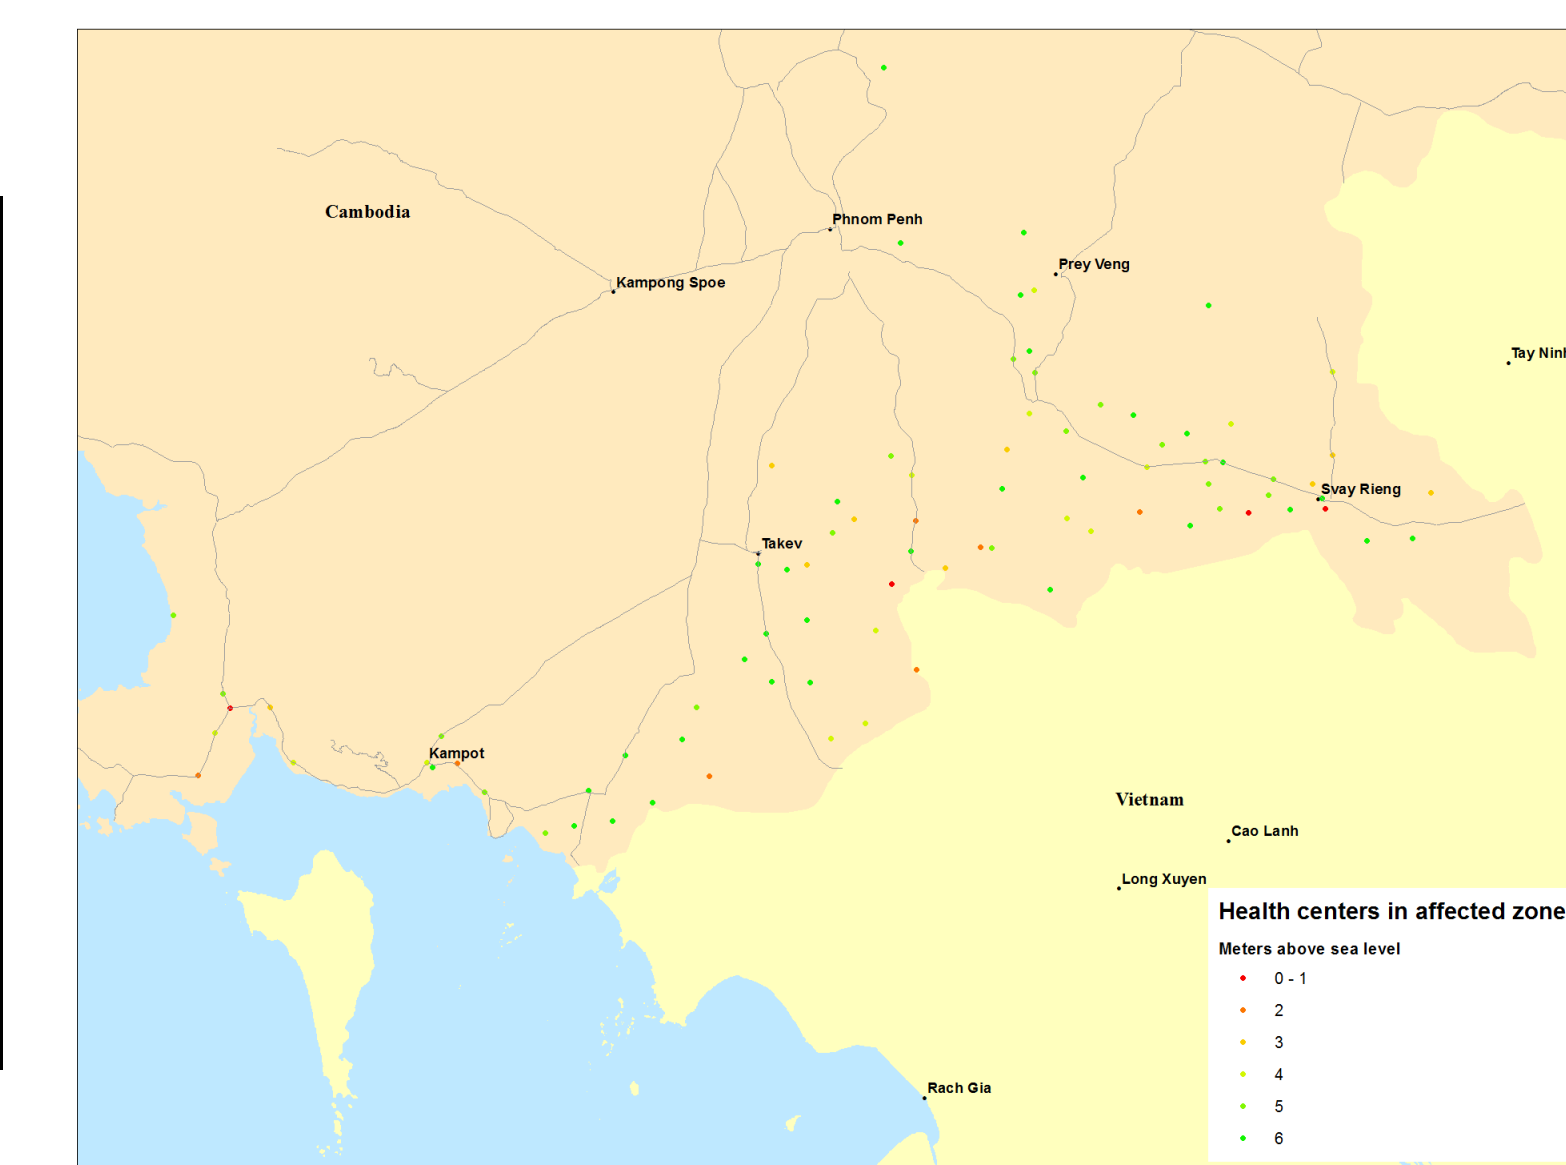 Cambodia
Phnom Penh
Prey Veng
Kampong Spoe
Tay Ninh
Svay Rieng
Takev
Kampot
Vietnam
Cao Lanh
Long Xuyen
Rach Gia
Health centers in affected zone
Meters above sea level
0 - 1
2
3
4
5
6